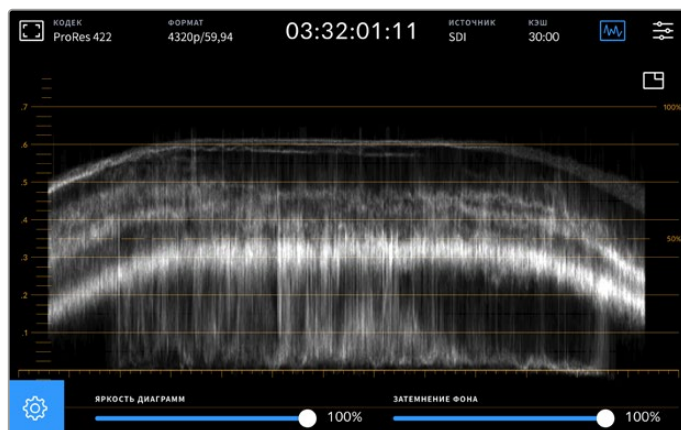 КОДЕК
ProRes 422
ФОРМАТ
4320p/59,94
03:32:01:11
ИСТОЧНИК
SDI
КЭШ
30:00
.7
100%
.6
.5
.4
50%
.3
.2
.1
ЯРКОСТЬ ДИАГРАММ
100%
ЗАТЕМНЕНИЕ ФОНА
100%